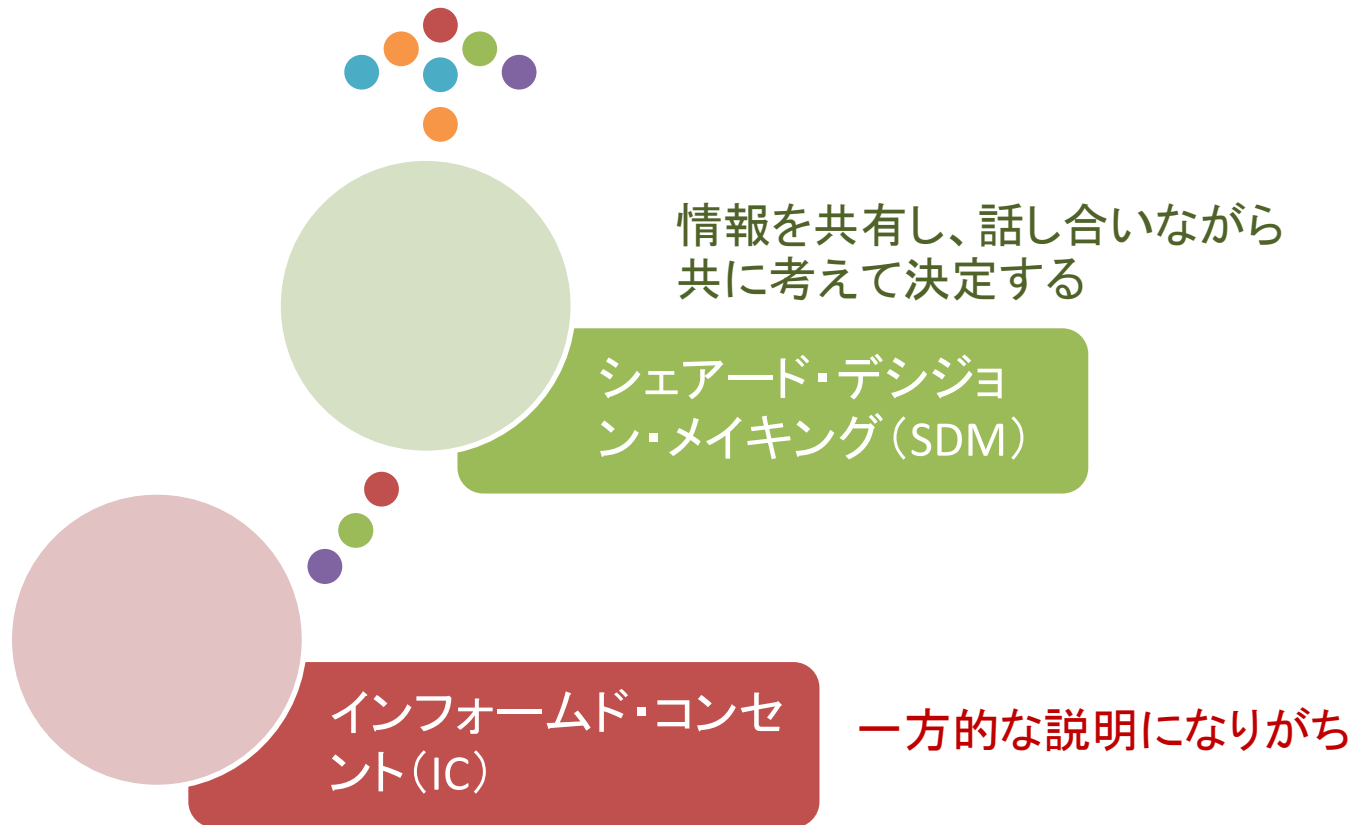 情報を共有し、話し合いながら
共に考えて決定する
シェアード・デシジョ
ン・メイキング（SDM）
インフォームド・コンセ
ント（IC）
一方的な説明になりがち